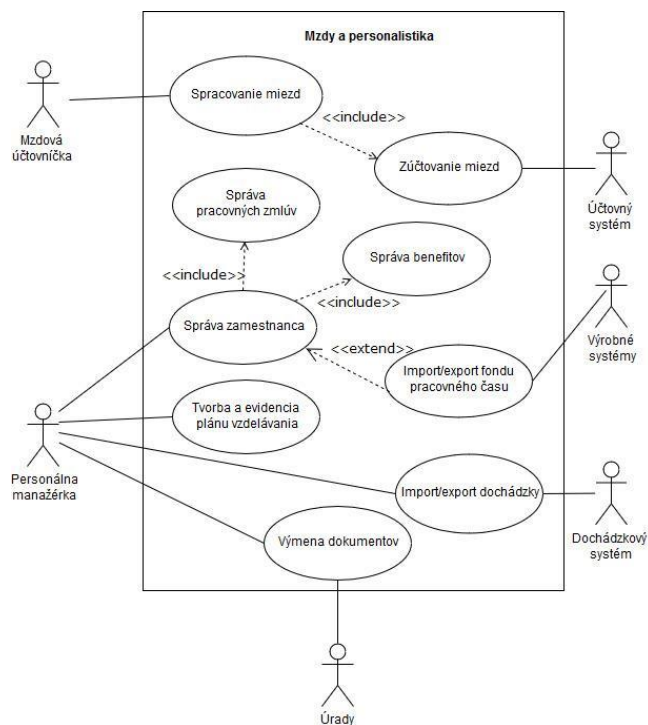 Mzdy a personalistika
Spracovanie miezd
Mzdová
účtovníčka
<<include>>
Zúčtovanie miezd
Účtovný
systém
Správa
pracovných zmlúv
<<include>>
Správa benefitov
<<include>>
Správa zamestnanca
<<extend>>
Import/export fondu
pracovného času
Výrobné
systémy
Tvorba a evidencia
plánu vzdelávania
Personálna
manažérka
Import/export dochádzky
Dochádzkový
systém
Výmena dokumentov
Úrady